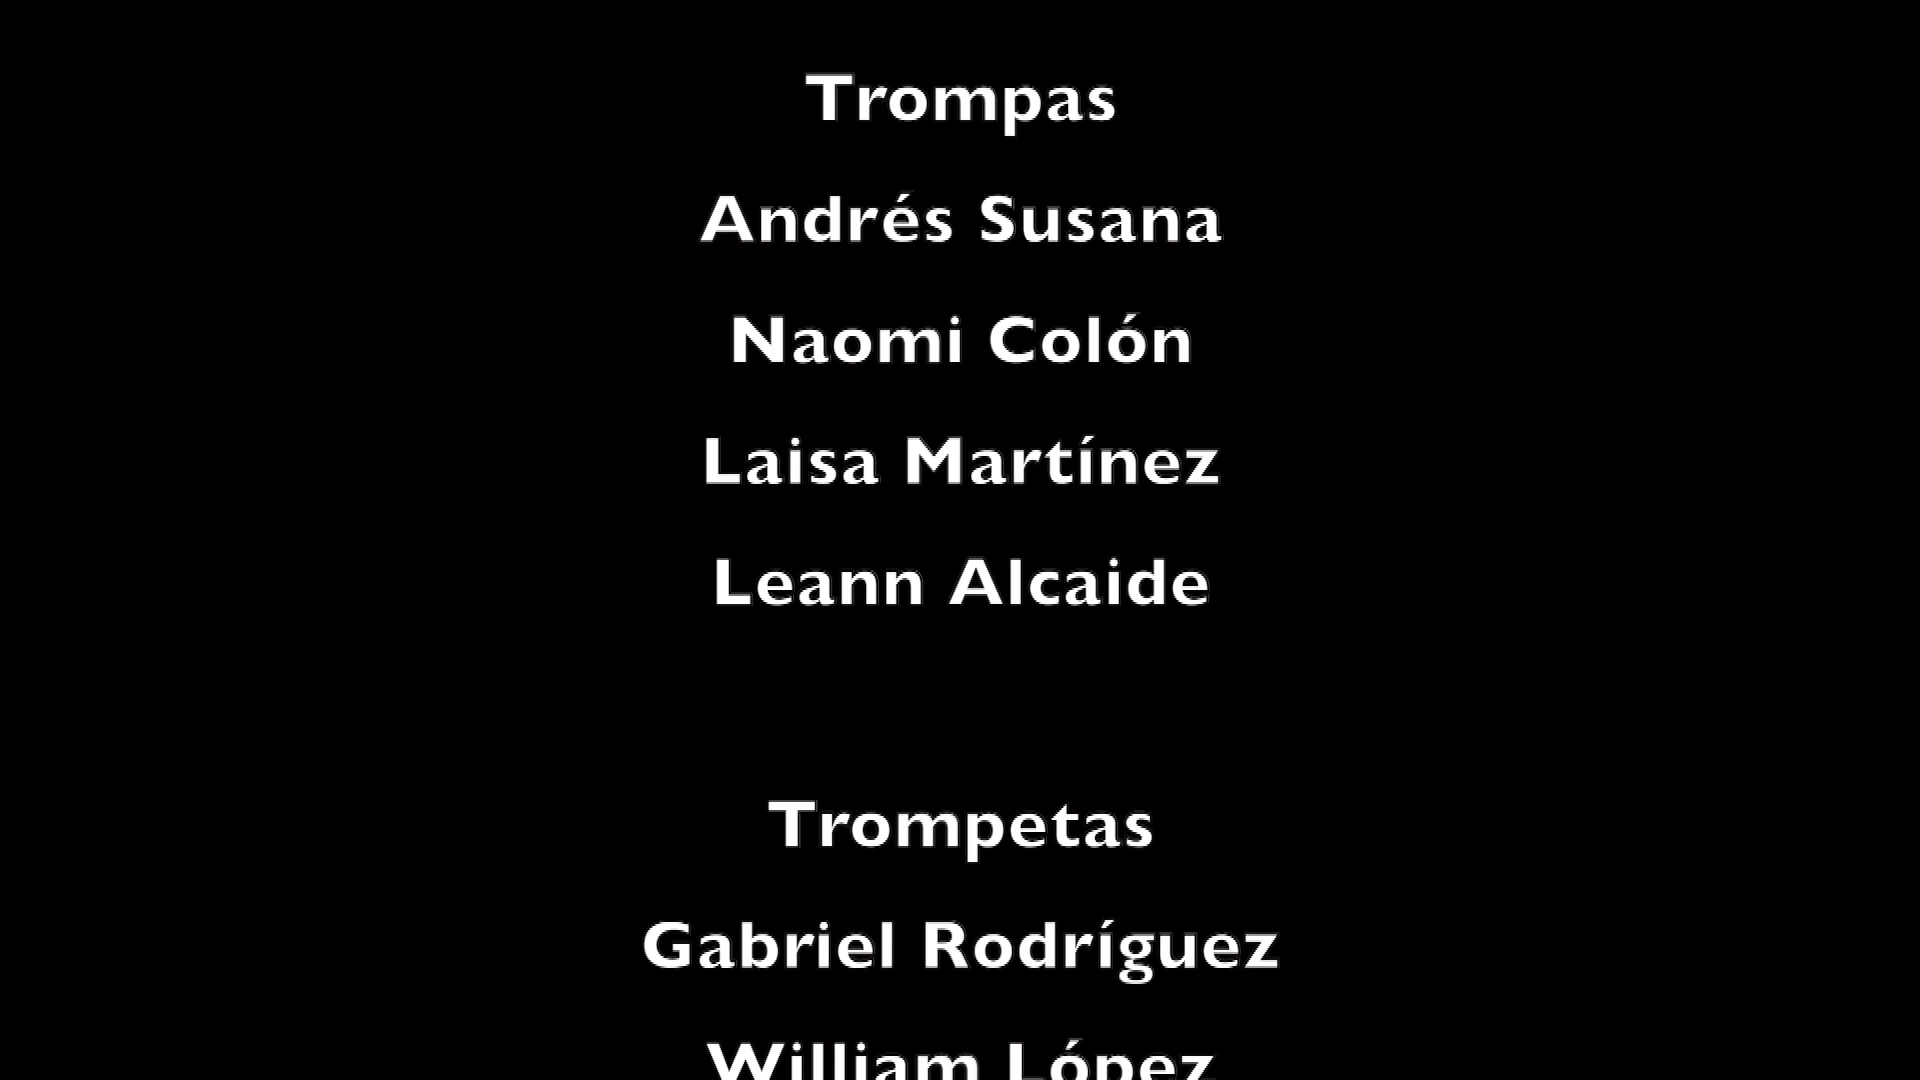 Trompas
Andrés Susana
Naomi Colón
Laisa Martínez
Leann Alcaide
Trompetas
Gabriel Rodríguez
William López